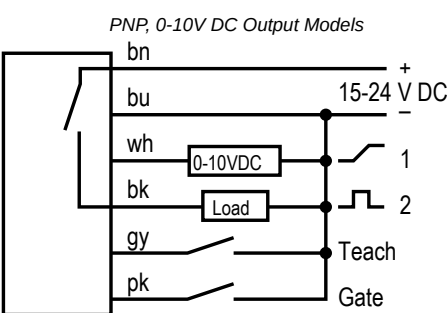 PNP, 0-10V DC Output Models
bn
+
bu
15-24 V DC
–
wh
0-10VDC
1
bk
Load
2
gy
Teach
pk
Gate